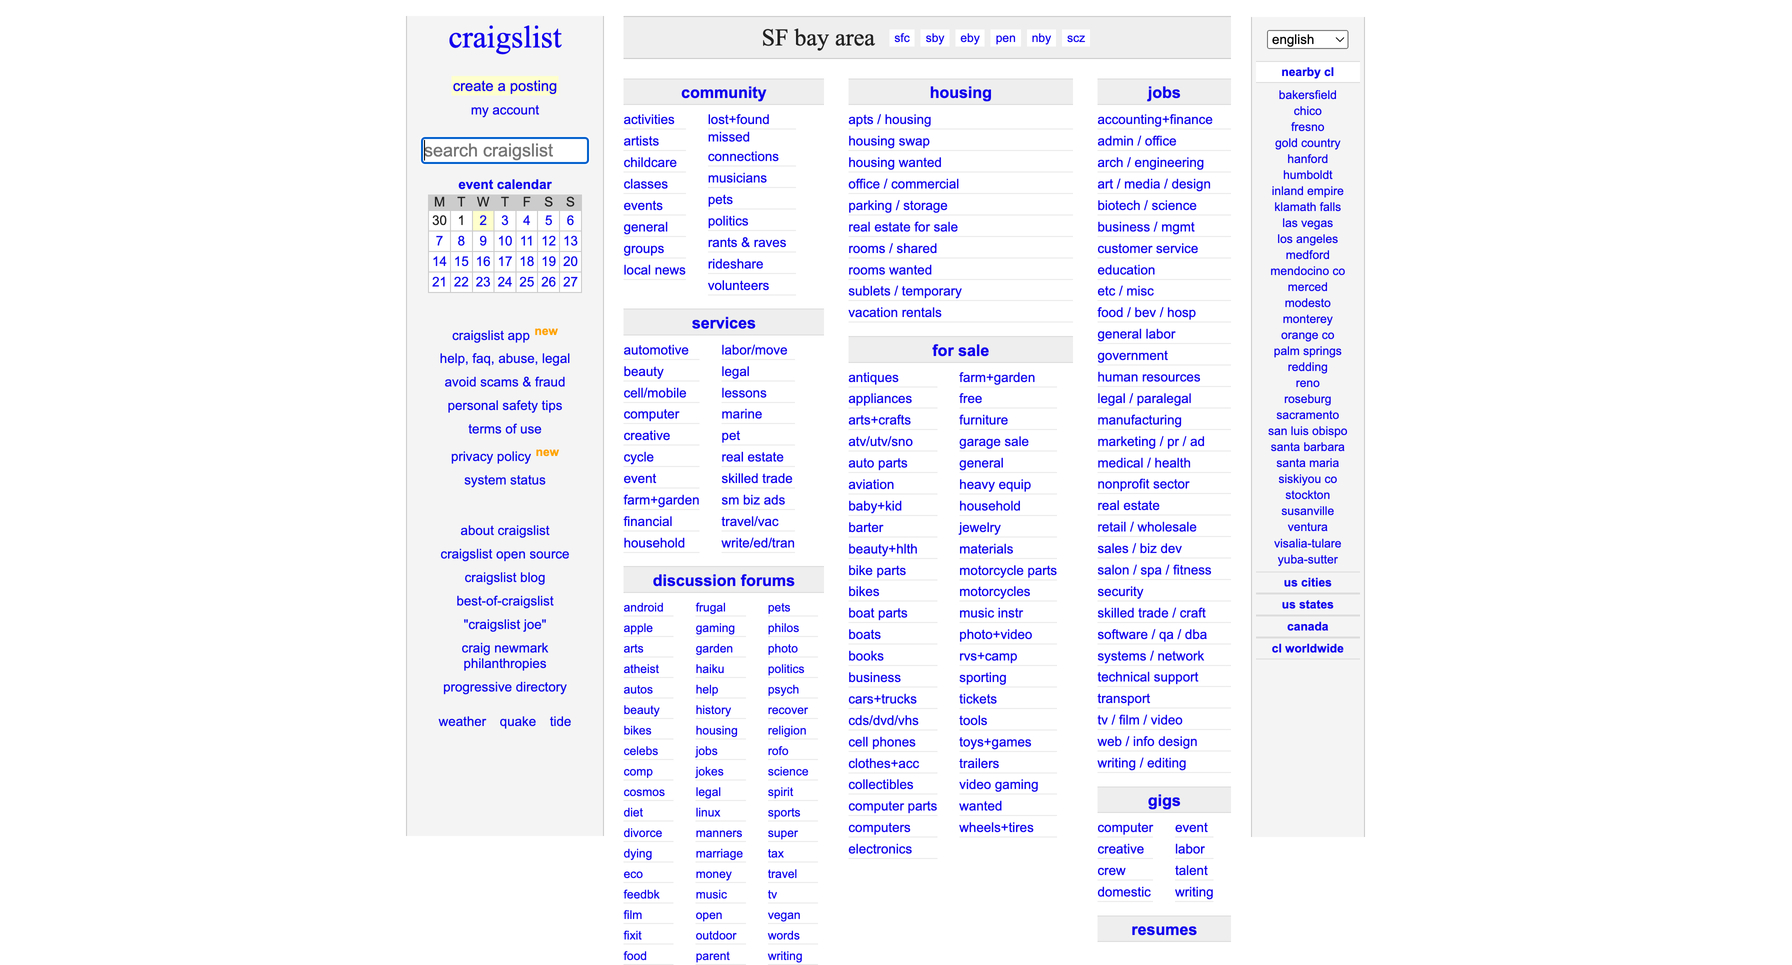 craigslist
create a posting
my account
search craigslist
event calendar
M T W T F S S
30 1 2 3 4 5 6
7 8 9 10 11 12 13
14 15 16 17 18 19 20
21 22 23 24 25 26 27
craigslist app new
help, faq, abuse, legal
avoid scams & fraud
personal safety tips
terms of use
privacy policy new
system status
about craigslist
craigslist open source
craigslist blog
best-of-craigslist
"craigslist joe"
craig newmark
philanthropies
progressive directory
weather quake tide
SF bay area sfc sby eby pen nby scz
community
activities
artists
childcare
classes
events
general
groups
local news
lost+found
missed
connections
musicians
pets
politics
rants & raves
rideshare
volunteers
services
automotive
beauty
cell/mobile
computer
creative
cycle
event
farm+garden
financial
household
labor/move
legal
lessons
marine
pet
real estate
skilled trade
sm biz ads
travel/vac
write/ed/tran
discussion forums
android
apple
arts
atheist
autos
beauty
bikes
celebs
comp
cosmos
diet
divorce
dying
eco
feedbk
film
fixit
food
frugal
gaming
garden
haiku
help
history
housing
jobs
jokes
legal
linux
manners
marriage
money
music
open
outdoor
parent
pets
philos
photo
politics
psych
recover
religion
rofo
science
spirit
sports
super
tax
travel
tv
vegan
words
writing
housing
apts / housing
housing swap
housing wanted
office / commercial
parking / storage
real estate for sale
rooms / shared
rooms wanted
sublets / temporary
vacation rentals
for sale
antiques
appliances
arts+crafts
atv/utv/sno
auto parts
aviation
baby+kid
barter
beauty+hlth
bike parts
bikes
boat parts
boats
books
business
cars+trucks
cds/dvd/vhs
cell phones
clothes+acc
collectibles
computer parts
computers
electronics
farm+garden
free
furniture
garage sale
general
heavy equip
household
jewelry
materials
motorcycle parts
motorcycles
music instr
photo+video
rvs+camp
sporting
tickets
tools
toys+games
trailers
video gaming
wanted
wheels+tires
jobs
accounting+finance
admin / office
arch / engineering
art / media / design
biotech / science
business / mgmt
customer service
education
etc / misc
food / bev / hosp
general labor
government
human resources
legal / paralegal
manufacturing
marketing / pr / ad
medical / health
nonprofit sector
real estate
retail / wholesale
sales / biz dev
salon / spa / fitness
security
skilled trade / craft
software / qa / dba
systems / network
technical support
transport
tv / film / video
web / info design
writing / editing
gigs
computer
creative
crew
domestic
event
labor
talent
writing
resumes
english
nearby cl
bakersfield
chico
fresno
gold country
hanford
humboldt
inland empire
klamath falls
las vegas
los angeles
medford
mendocino co
merced
modesto
monterey
orange co
palm springs
redding
reno
roseburg
sacramento
san luis obispo
santa barbara
santa maria
siskiyou co
stockton
susanville
ventura
visalia-tulare
yuba-sutter
us cities
us states
canada
cl worldwide